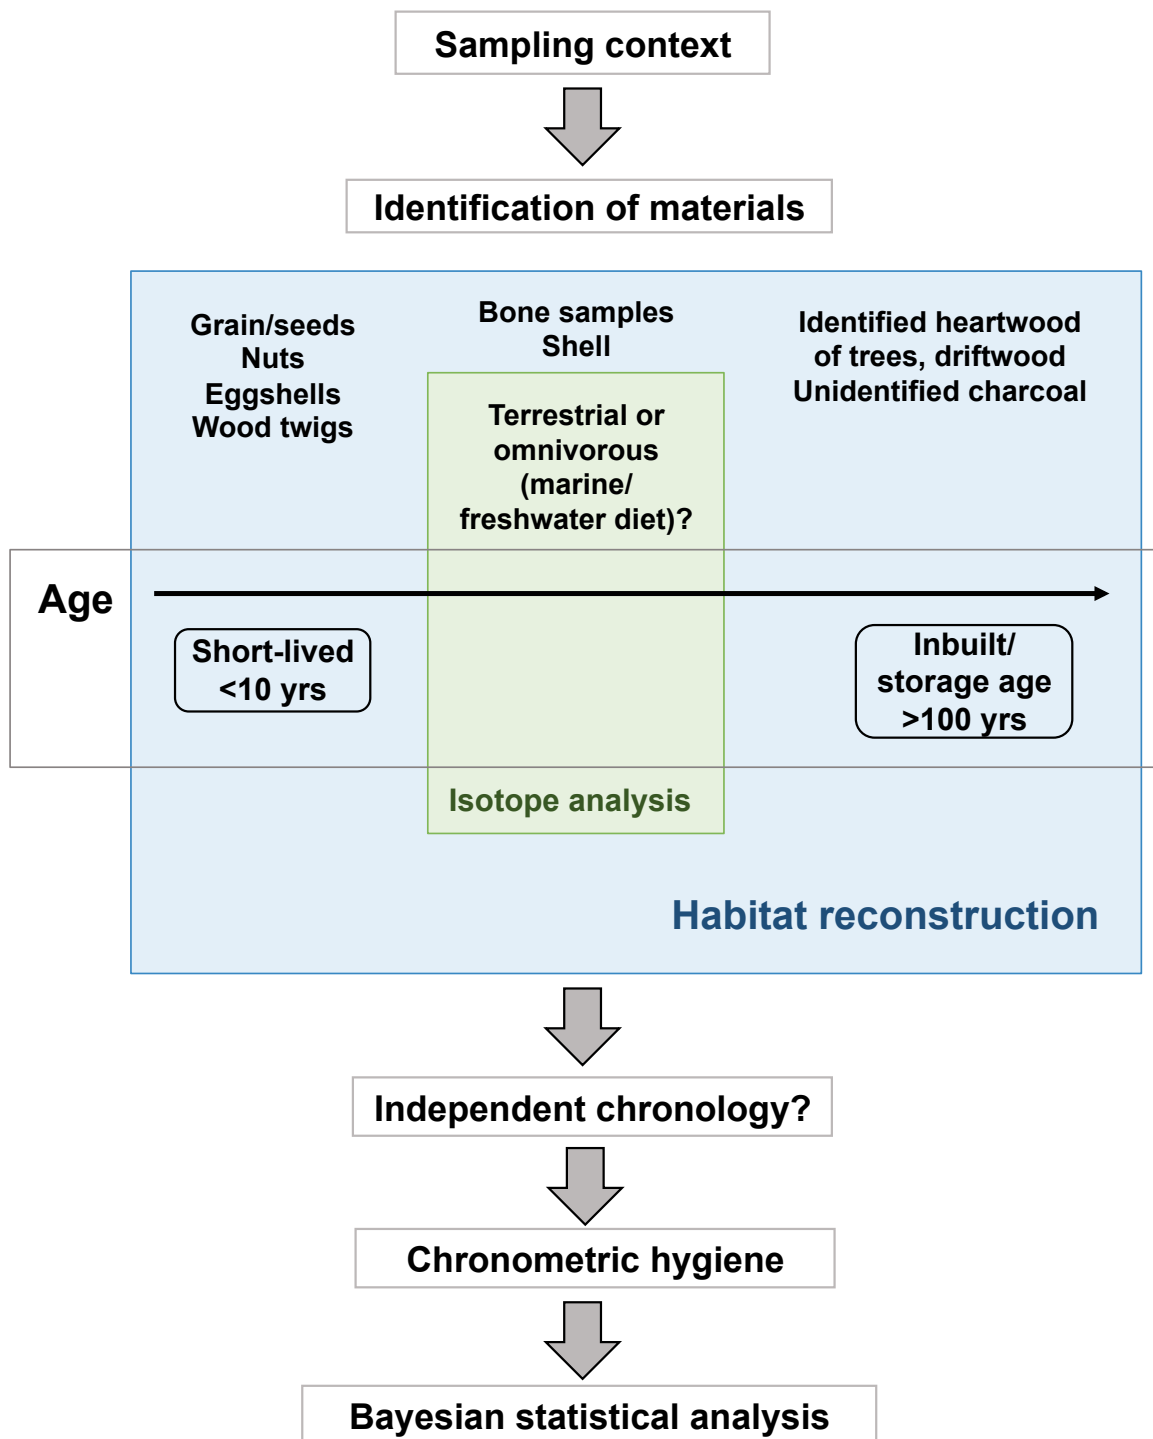 Sampling context
Identification of materials
Grain/seeds
Nuts
Eggshells
Wood twigs
Bone samples
Shell
Terrestrial or
omnivorous
(marine/
freshwater diet)?
Identified heartwood
of trees, driftwood
Unidentified charcoal
Age
Short-lived
<10 yrs
Inbuilt/
storage age
>100 yrs
Isotope analysis
Habitat reconstruction
Independent chronology?
Chronometric hygiene
Bayesian statistical analysis